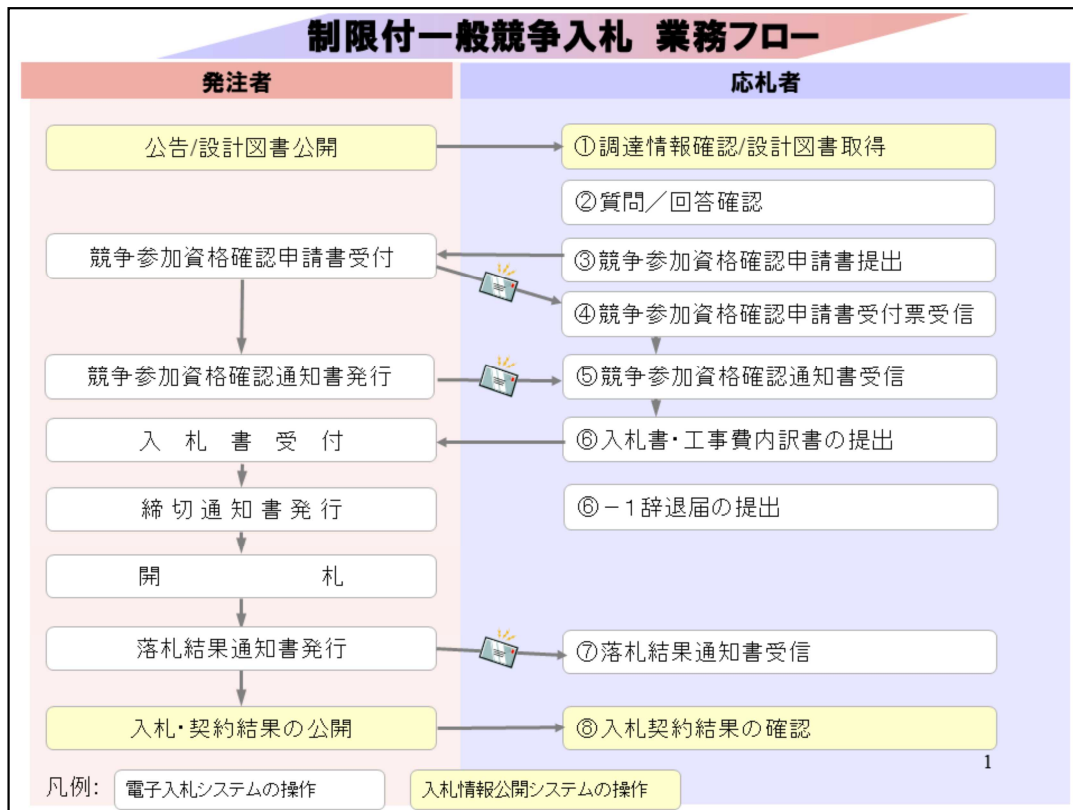 制限付一般競争入札 業務フロー
発注者
応札者
公告/設計図書公開
①調達情報確認/設計図書取得
②質問／回答確認
競争参加資格確認申請書受付
③競争参加資格確認申請書提出
④競争参加資格確認申請書受付票受信
競争参加資格確認通知書発行
⑤競争参加資格確認通知書受信
入札書受付
⑥入札書・工事費内訳書の提出
締切通知書発行
⑥－1辞退届の提出
開札
落札結果通知書発行
⑦落札結果通知書受信
入札・契約結果の公開
⑧入札契約結果の確認
1
凡例:
電子入札システムの操作
入札情報公開システムの操作